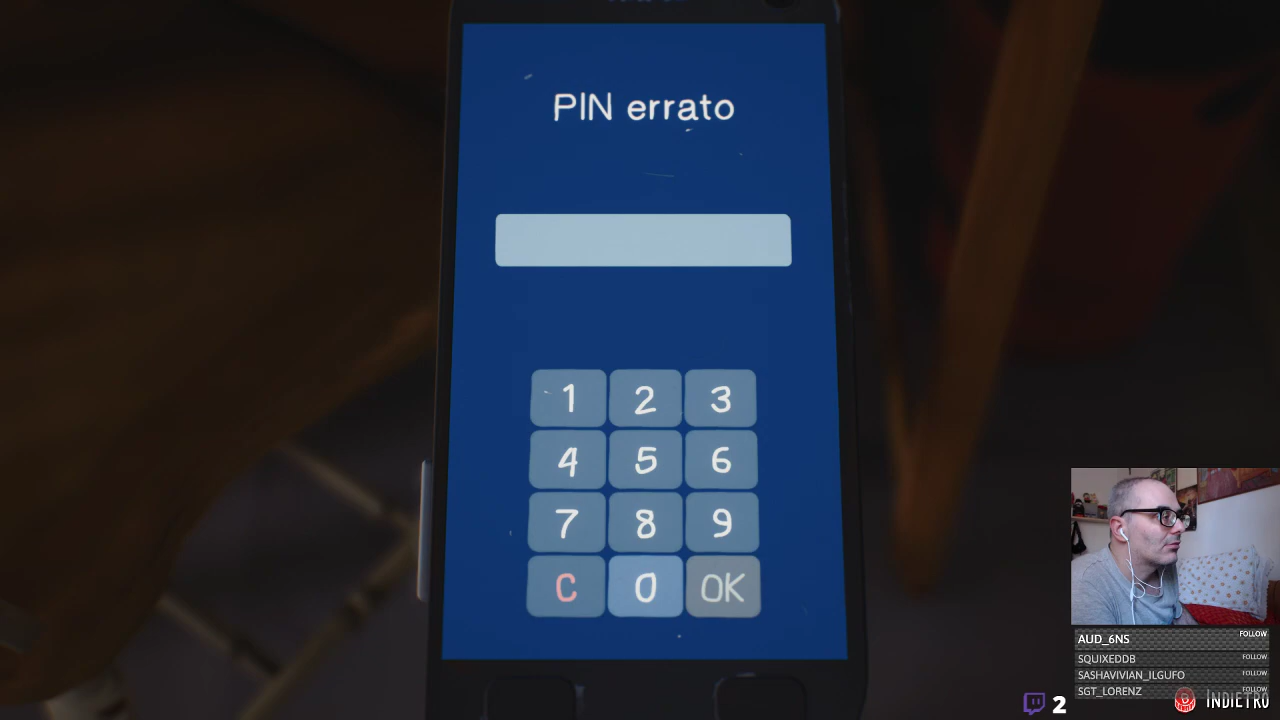 PIN errato
1 2 3
4 5 6
7 8 9
C 0 OK
AUD_6NS FOLLOW
SQUIXEDDB FOLLOW
SASHAVIVIAN_ILGUFO FOLLOW
SGT_LORENZ FOLLOW
2
INDIETRO